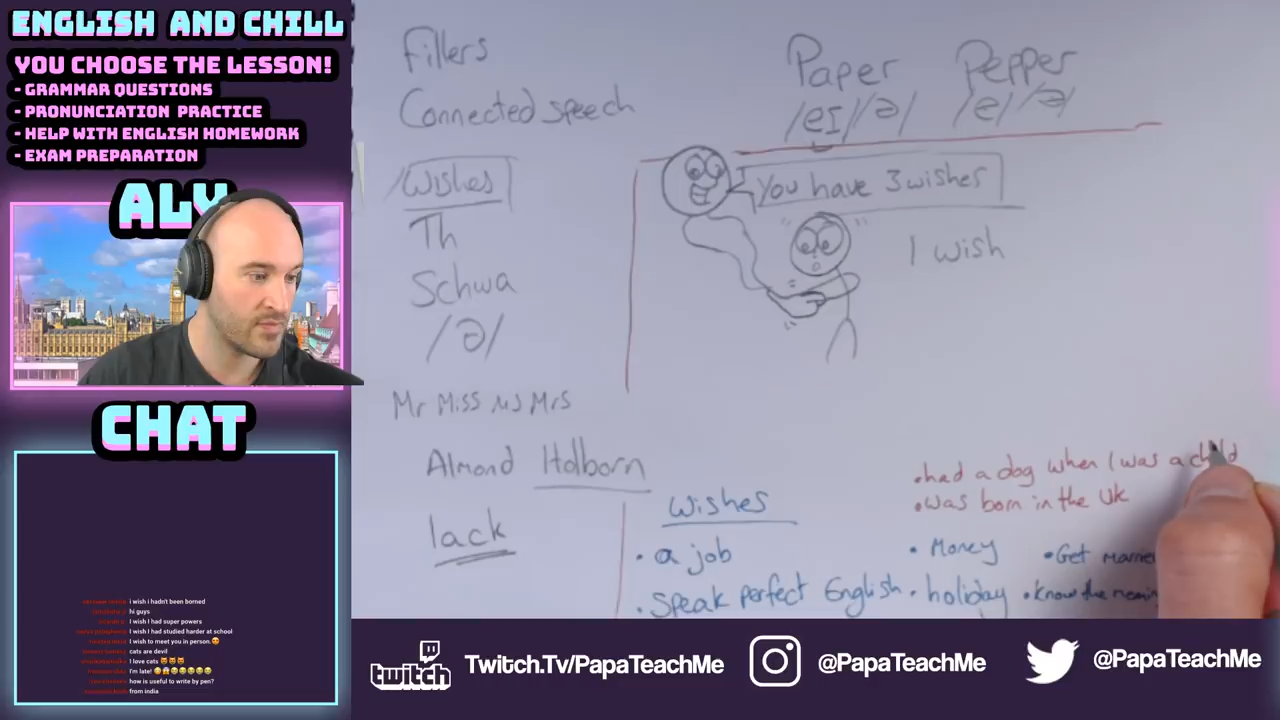 ENGLISH AND CHILL
YOU CHOOSE THE LESSON!
- GRAMMAR QUESTIONS
- PRONUNCIATION PRACTICE
- HELP WITH ENGLISH HOMEWORK
- EXAM PREPARATION
ALY
CHAT
i wish i hadn't been borned
hi guys
I wish I had super powers
I wish I had studied harder at school
I wish to meet you in person.😍
cats are devil
I love cats 😻😻😻
I'm late!
how is useful to write by pen?
from india
Fillers
Connected speech
Wishes
Th
Schwa
/ə/
Mr Miss Ms Mrs
Almond Holborn
lack
Paper Pepper
/eɪ/ /ə/ /e/ /ə/
You have 3 wishes
I wish
•had a dog when I was a child
•was born in the UK
Wishes
• a job • Money •Get
• Speak perfect English • holiday •know the
twitch Twitch.Tv/PapaTeachMe @PapaTeachMe @PapaTeachMe